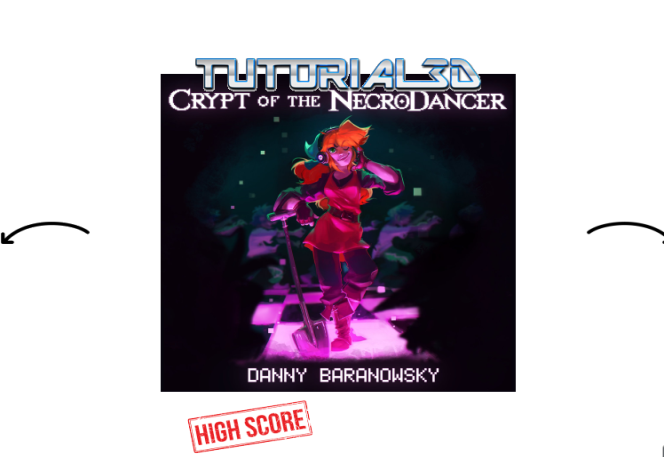 TUTORIAL3D
CRYPT OF THE NECRODANCER
DANNY BARANOWSKY
HIGH SCORE